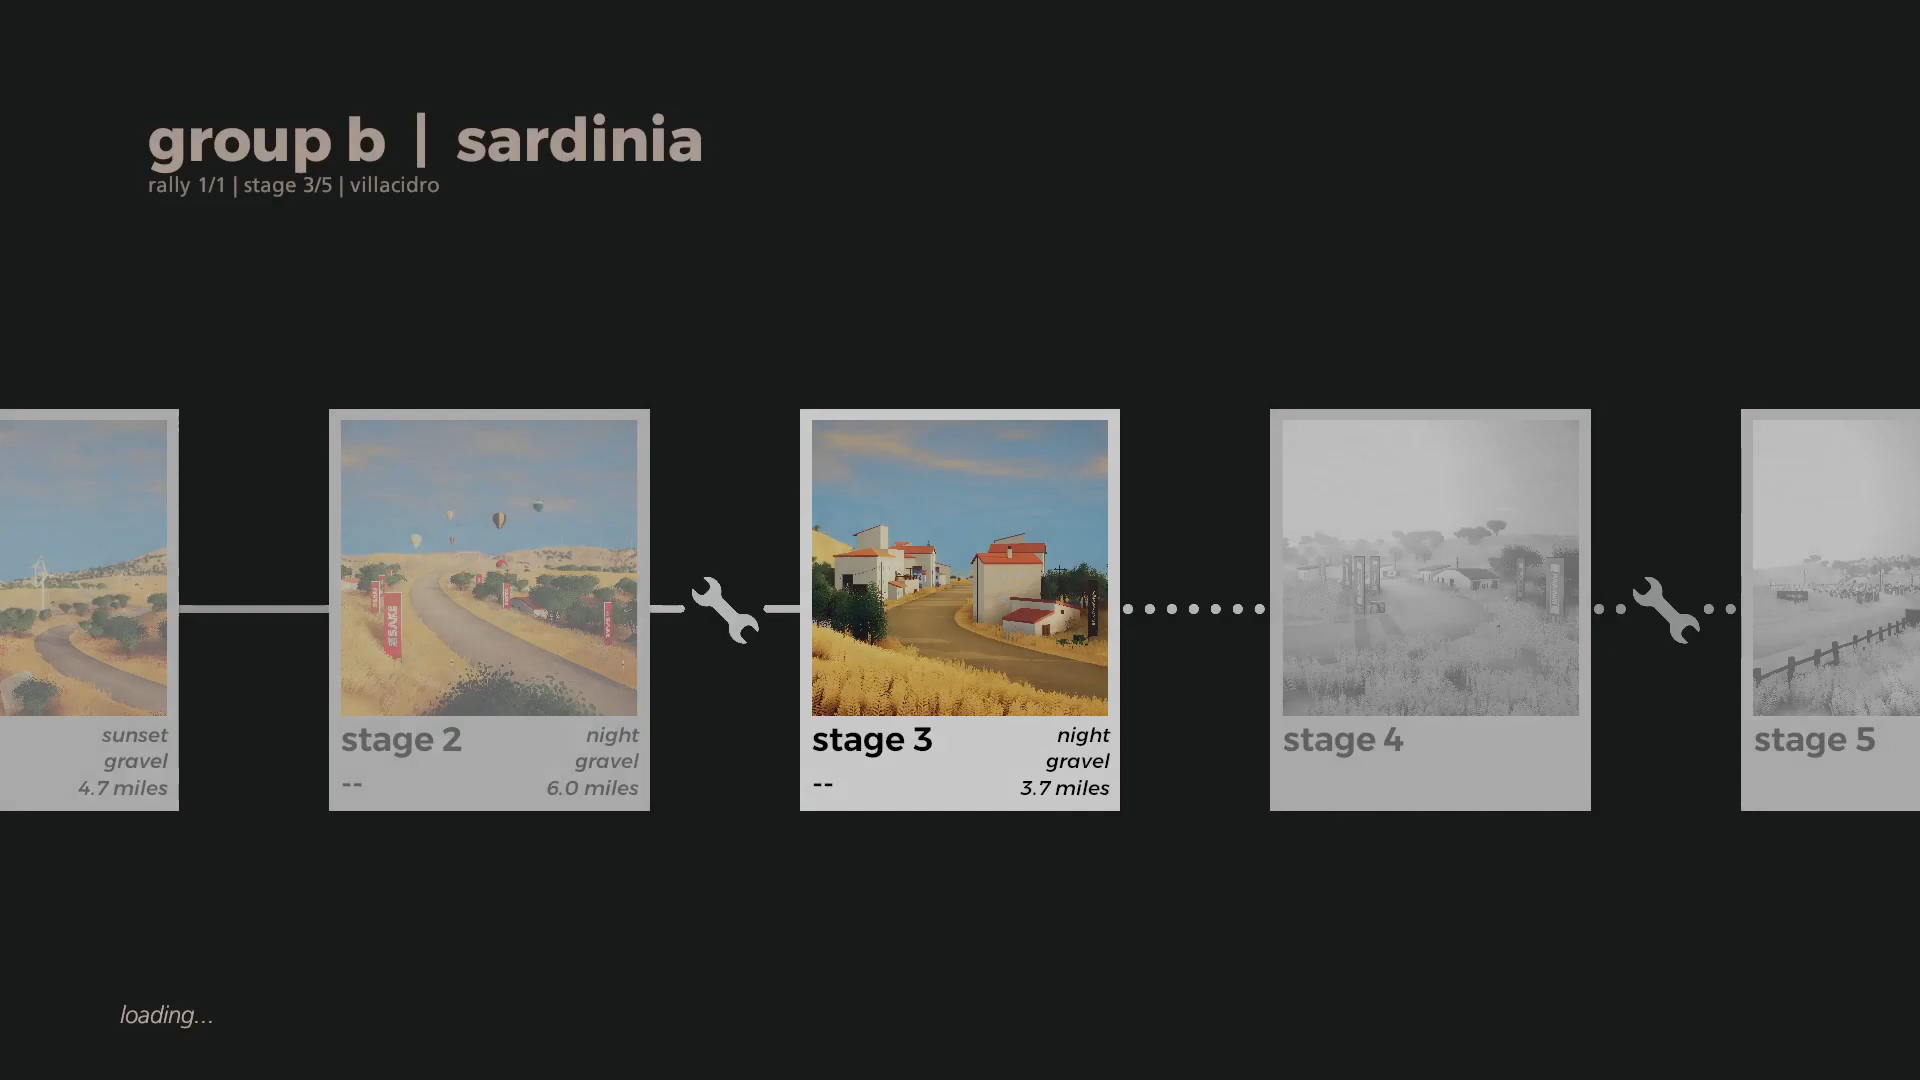 group b | sardinia
rally 1/1 | stage 3/5 | villacidro
sunset
gravel
4.7 miles
stage 2
--
night
gravel
6.0 miles
stage 3
--
night
gravel
3.7 miles
stage 4
stage 5
loading...